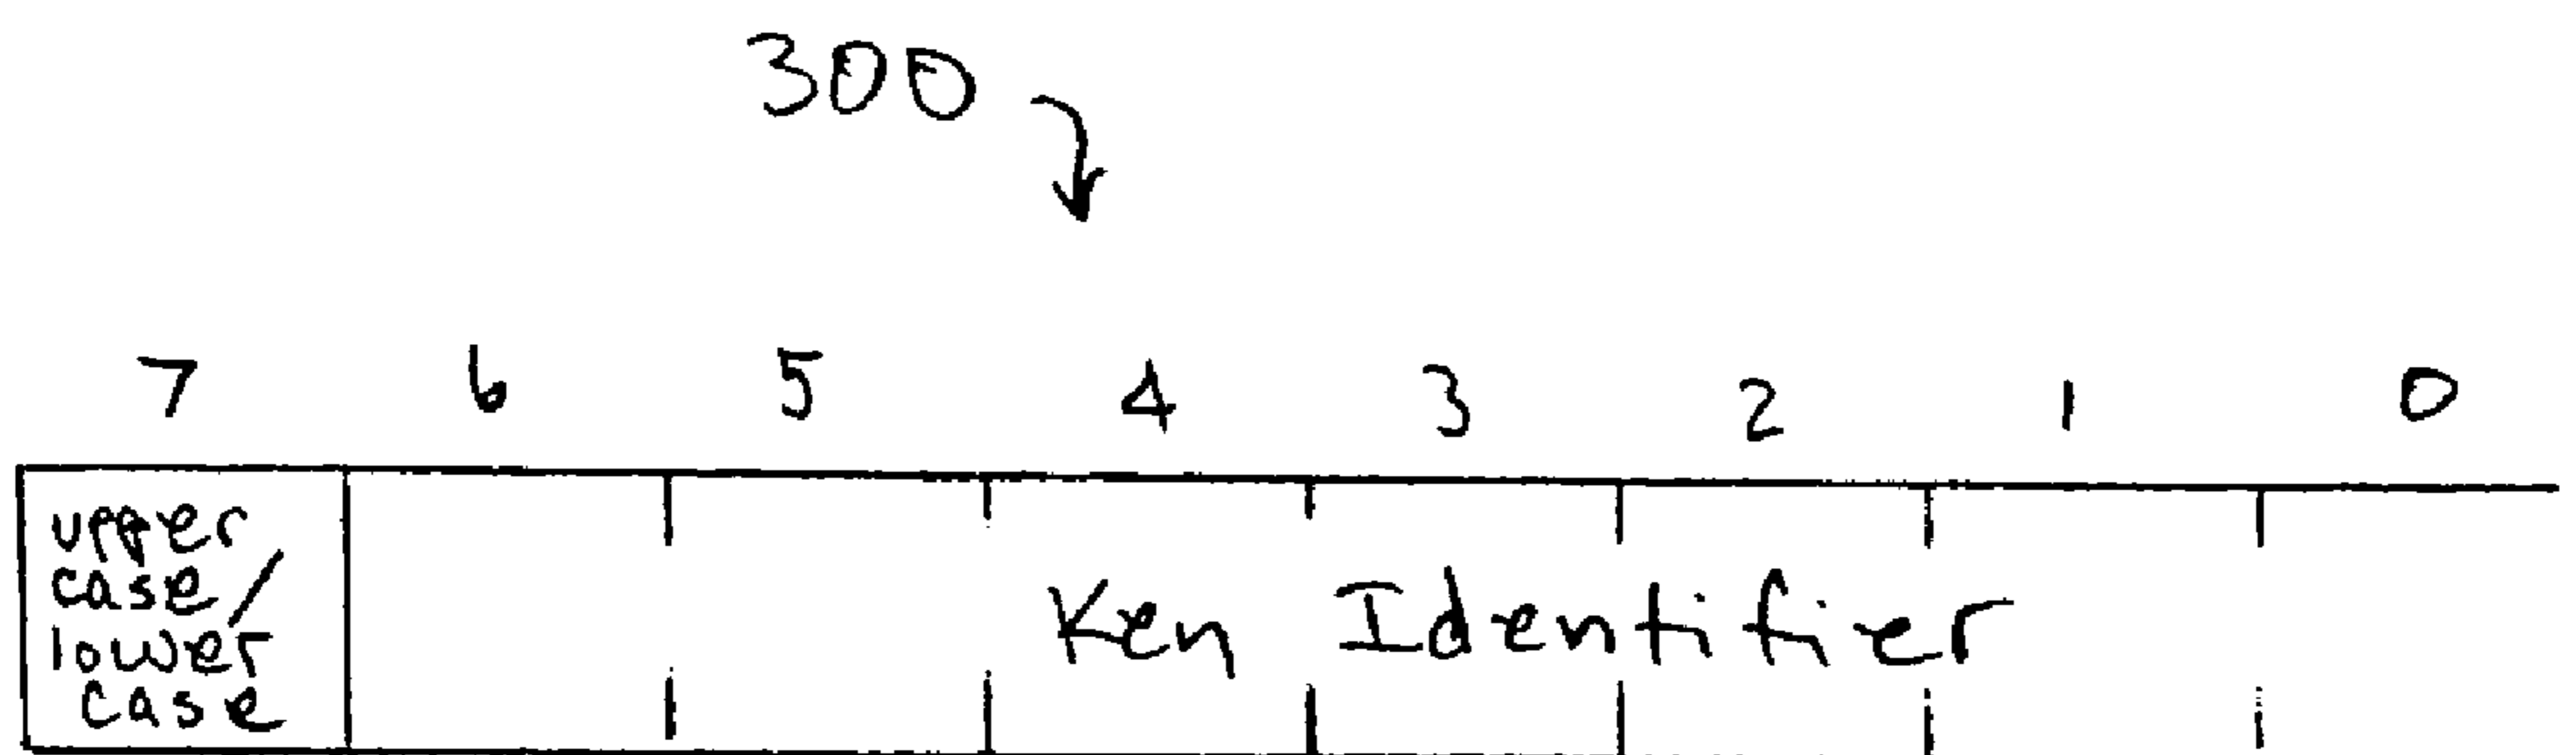 300
7 6 5 4 3 2 1 0
upper
case/
lower
case
Ken Identifier